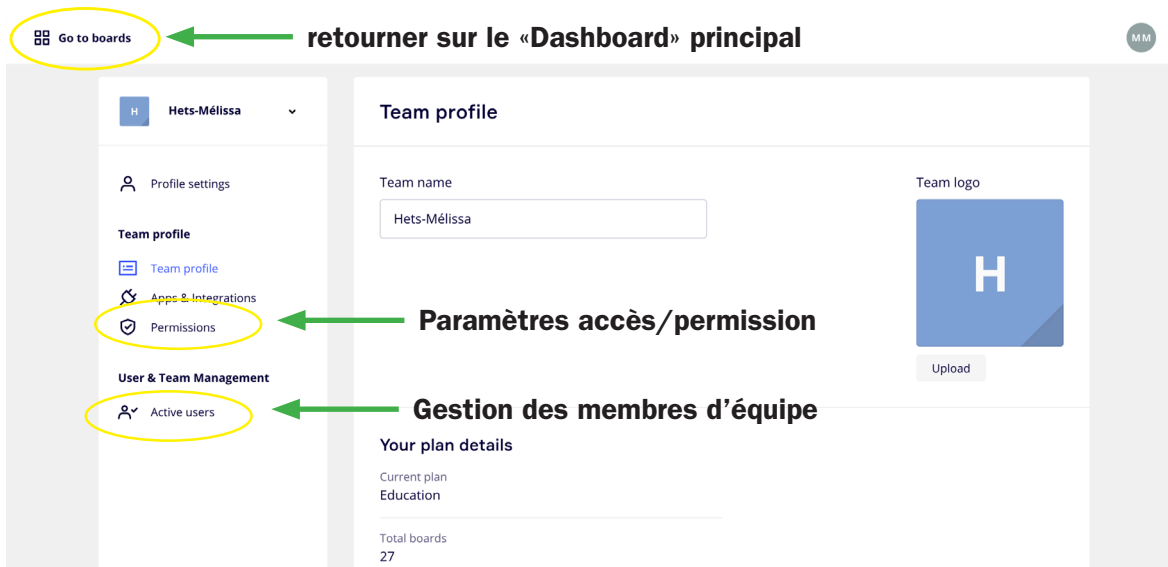 Go to boards
retourner sur le «Dashboard» principal
MM
H
Hets-Mélissa
Team profile
Profile settings
Team name
Team logo
Hets-Mélissa
Team profile
Team profile
H
Apps & Integrations
Permissions
Paramètres accès/permission
Upload
User & Team Management
Active users
Gestion des membres d’équipe
Your plan details
Current plan
Education
Total boards
27